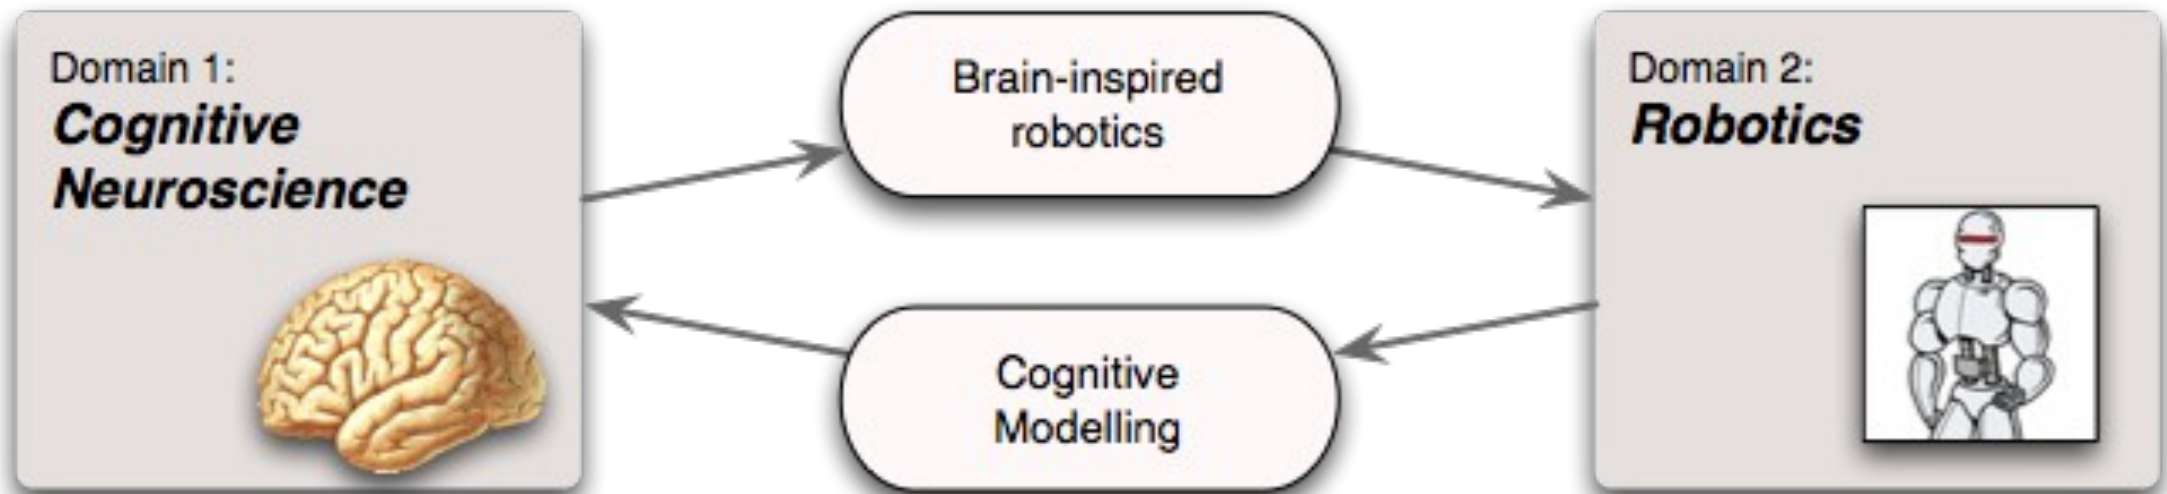 Domain 1:
Cognitive
Neuroscience
Brain-inspired
robotics
Domain 2:
Robotics
Cognitive
Modelling